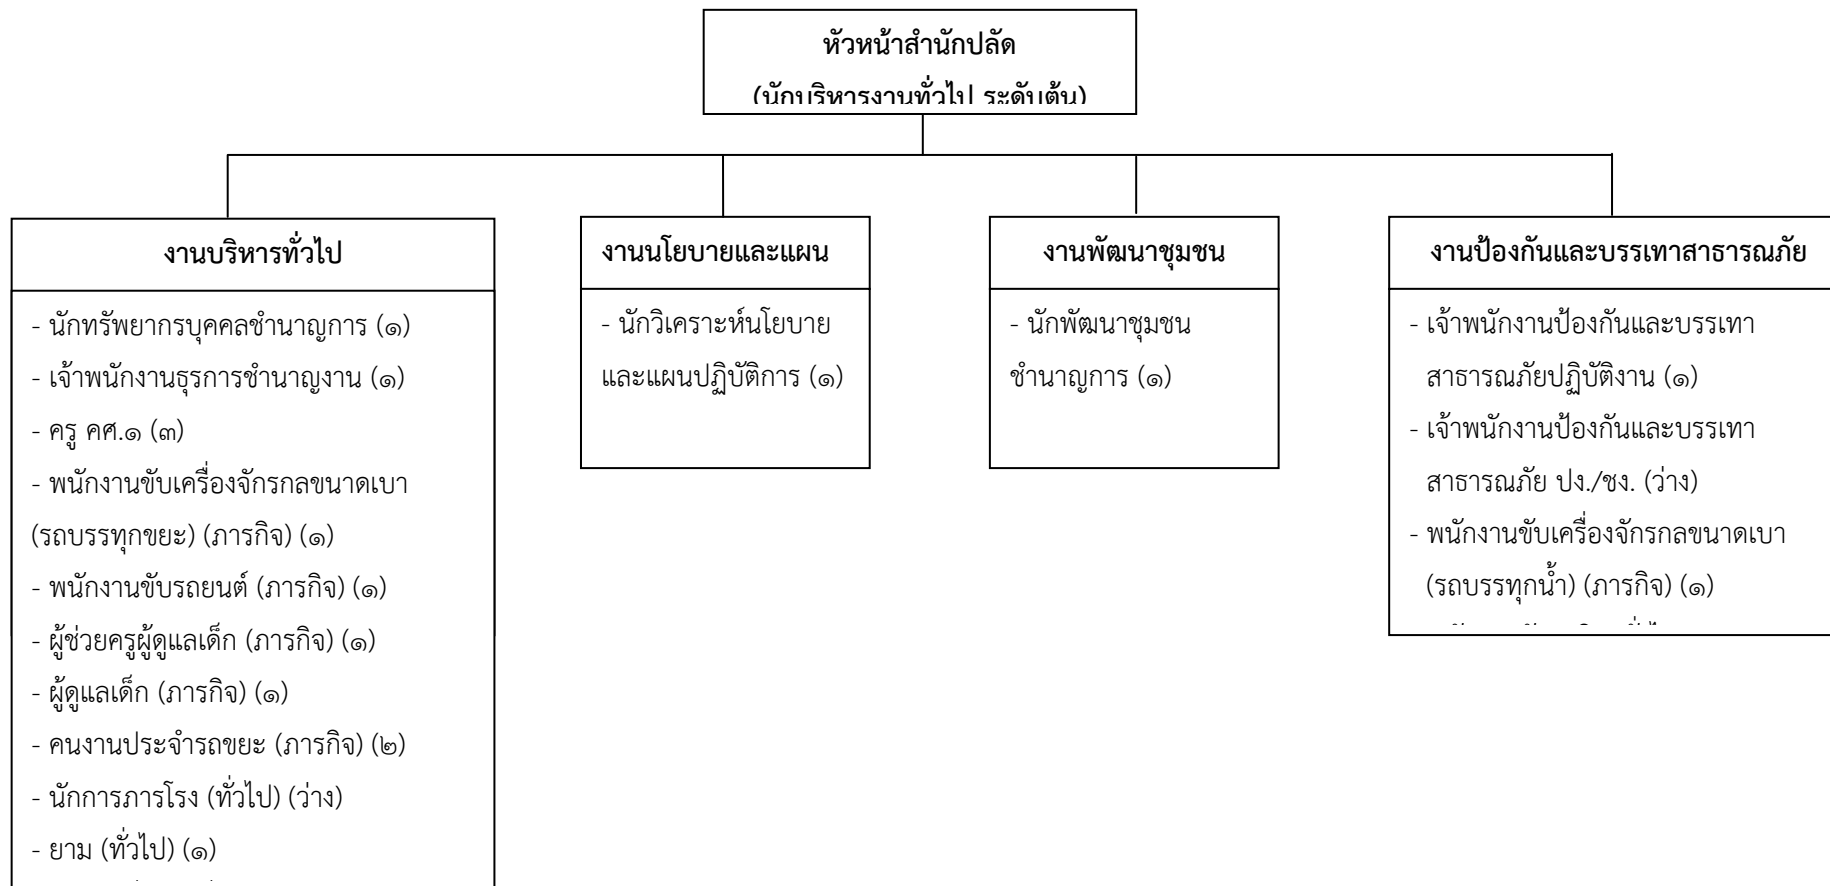 หัวหน้าสำนักปลัด
(นักบริหารงานทั่วไป ระดับต้น)
งานบริหารทั่วไป
- นักทรัพยากรบุคคลชำนาญการ (๑)
- เจ้าพนักงานธุรการชำนาญงาน (๑)
- ครู คศ.๑ (๓)
- พนักงานขับเครื่องจักรกลขนาดเบา
(รถบรรทุกขยะ) (ภารกิจ) (๑)
- พนักงานขับรถยนต์ (ภารกิจ) (๑)
- ผู้ช่วยครูผู้ดูแลเด็ก (ภารกิจ) (๑)
- ผู้ดูแลเด็ก (ภารกิจ) (๑)
- คนงานประจำรถขยะ (ภารกิจ) (๒)
- นักการภารโรง (ทั่วไป) (ว่าง)
- ยาม (ทั่วไป) (๑)
งานนโยบายและแผน
- นักวิเคราะห์นโยบาย
และแผนปฏิบัติการ (๑)
งานพัฒนาชุมชน
- นักพัฒนาชุมชน
ชำนาญการ (๑)
งานป้องกันและบรรเทาสาธารณภัย
- เจ้าพนักงานป้องกันและบรรเทา
สาธารณภัยปฏิบัติงาน (๑)
- เจ้าพนักงานป้องกันและบรรเทา
สาธารณภัย ปง./ชง. (ว่าง)
- พนักงานขับเครื่องจักรกลขนาดเบา
(รถบรรทุกน้ำ) (ภารกิจ) (๑)